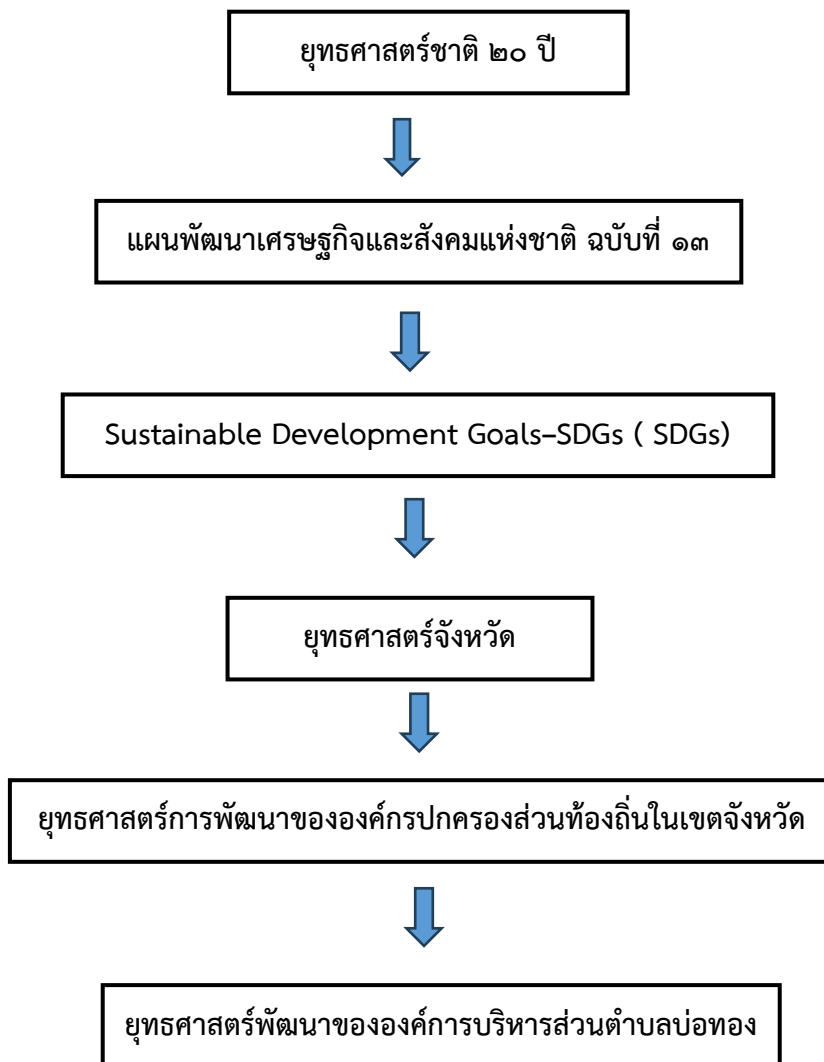 ยุทธศาสตร์ชาติ ๒๐ ปี
แผนพัฒนาเศรษฐกิจและสังคมแห่งชาติ ฉบับที่ ๑๓
Sustainable Development Goals–SDGs ( SDGs)
ยุทธศาสตร์จังหวัด
ยุทธศาสตร์การพัฒนาขององค์กรปกครองส่วนท้องถิ่นในเขตจังหวัด
ยุทธศาสตร์พัฒนาขององค์การบริหารส่วนตำบลบ่อทอง